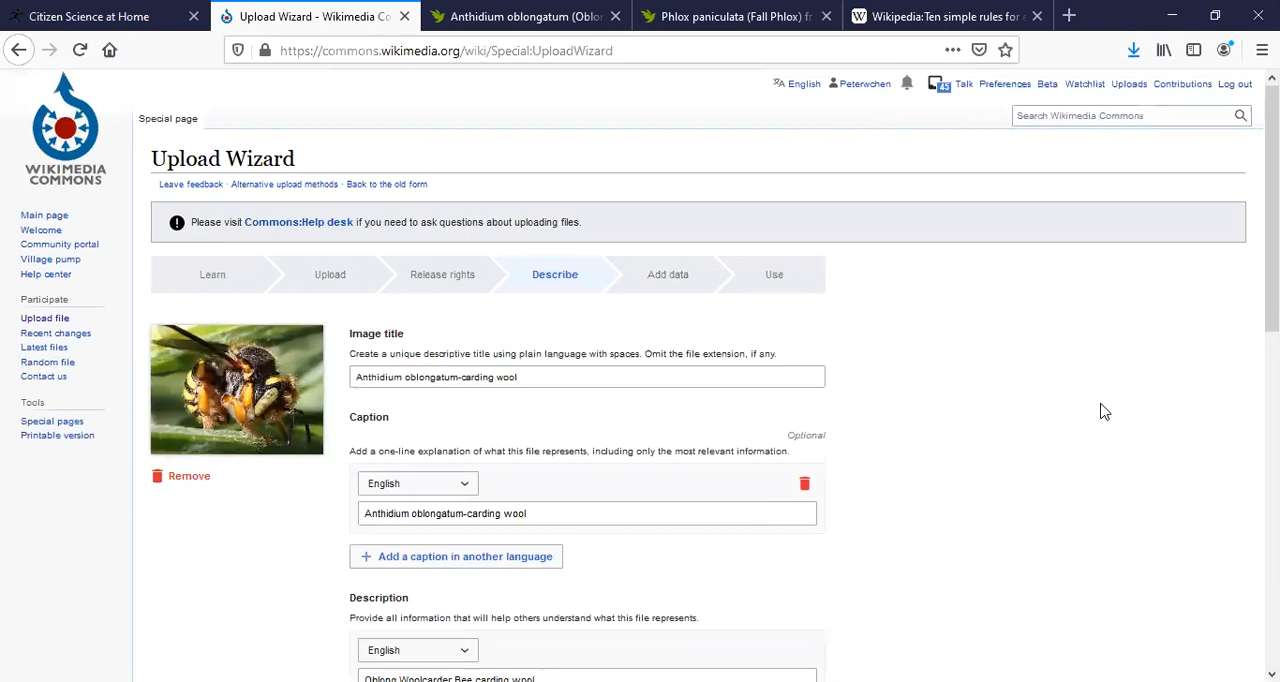 Citizen Science at Home
Upload Wizard - Wikimedia Co
Anthidium oblongatum (Oblor
Phlox paniculata (Fall Phlox) fr
Wikipedia:Ten simple rules for e
https://commons.wikimedia.org/wiki/Special:UploadWizard
English Peterwchen 45 Talk Preferences Beta Watchlist Uploads Contributions Log out
Special page
Search Wikimedia Commons
WIKIMEDIA
COMMONS
Main page
Welcome
Community portal
Village pump
Help center
Participate
Upload file
Recent changes
Latest files
Random file
Contact us
Tools
Special pages
Printable version
Upload Wizard
Leave feedback · Alternative upload methods · Back to the old form
Please visit Commons:Help desk if you need to ask questions about uploading files.
Learn Upload Release rights Describe Add data Use
Remove
Image title
Create a unique descriptive title using plain language with spaces. Omit the file extension, if any.
Anthidium oblongatum-carding wool
Caption
Optional
Add a one-line explanation of what this file represents, including only the most relevant information.
English
Anthidium oblongatum-carding wool
+ Add a caption in another language
Description
Provide all information that will help others understand what this file represents.
English
Oblong Woolcarder Bee carding wool